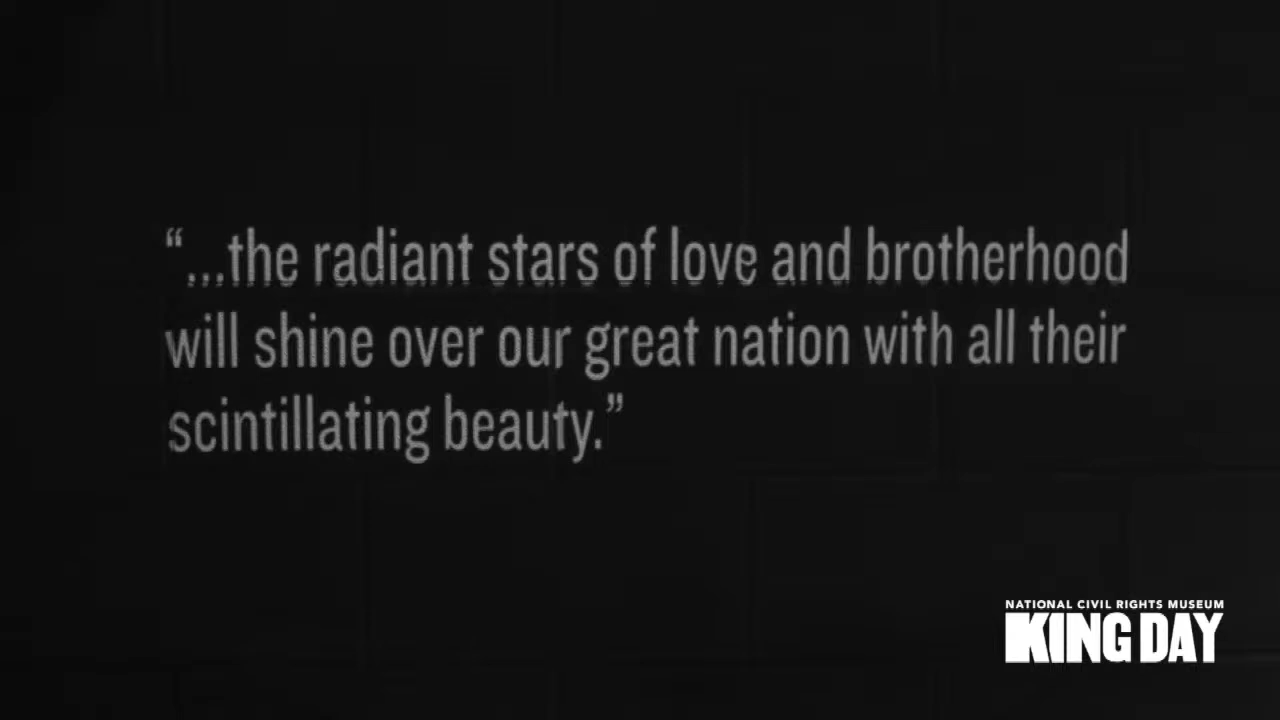 “...the radiant stars of love and brotherhood
will shine over our great nation with all their
scintillating beauty.”
NATIONAL CIVIL RIGHTS MUSEUM
KING DAY